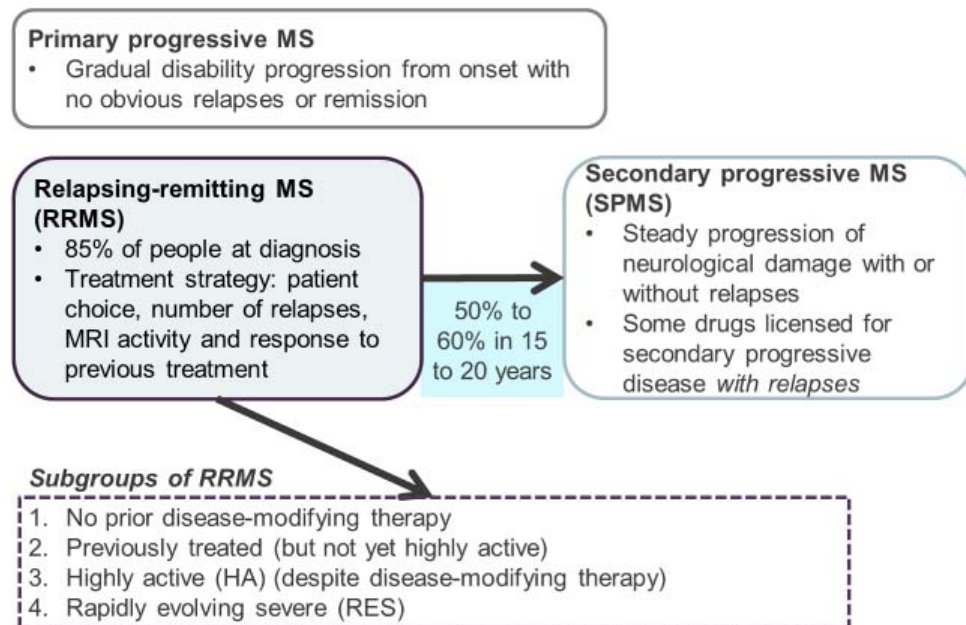 Primary progressive MS
• Gradual disability progression from onset with
no obvious relapses or remission
Relapsing-remitting MS
(RRMS)
• 85% of people at diagnosis
• Treatment strategy: patient
choice, number of relapses,
MRI activity and response to
previous treatment
50% to
60% in 15
to 20 years
Secondary progressive MS
(SPMS)
• Steady progression of
neurological damage with or
without relapses
• Some drugs licensed for
secondary progressive
disease with relapses
Subgroups of RRMS
1. No prior disease-modifying therapy
2. Previously treated (but not yet highly active)
3. Highly active (HA) (despite disease-modifying therapy)
4. Rapidly evolving severe (RES)